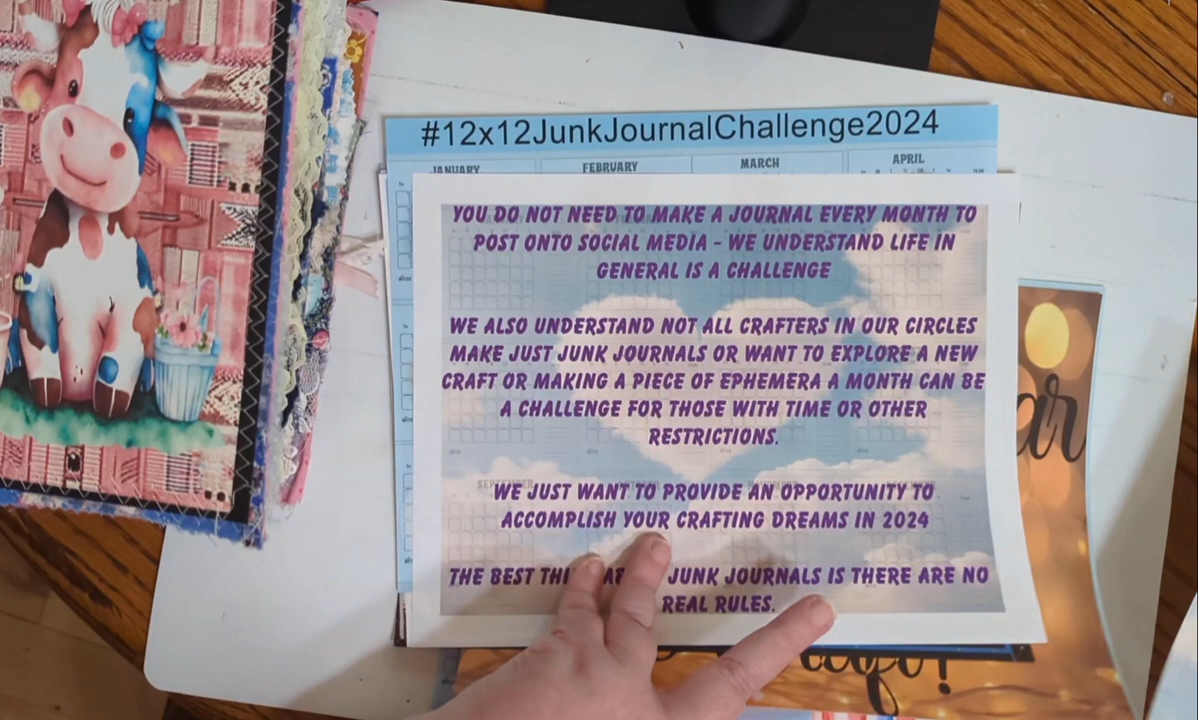 #12x12JunkJournalChallenge2024
JANUARY FEBRUARY MARCH APRIL
YOU DO NOT NEED TO MAKE A JOURNAL EVERY MONTH TO
POST ONTO SOCIAL MEDIA - WE UNDERSTAND LIFE IN
GENERAL IS A CHALLENGE
WE ALSO UNDERSTAND NOT ALL CRAFTERS IN OUR CIRCLES
MAKE JUST JUNK JOURNALS OR WANT TO EXPLORE A NEW
CRAFT OR MAKING A PIECE OF EPHEMERA A MONTH CAN BE
A CHALLENGE FOR THOSE WITH TIME OR OTHER
RESTRICTIONS.
WE JUST WANT TO PROVIDE AN OPPORTUNITY TO
ACCOMPLISH YOUR CRAFTING DREAMS IN 2024
THE BEST JUNK JOURNALS IS THERE ARE NO
REAL RULES.